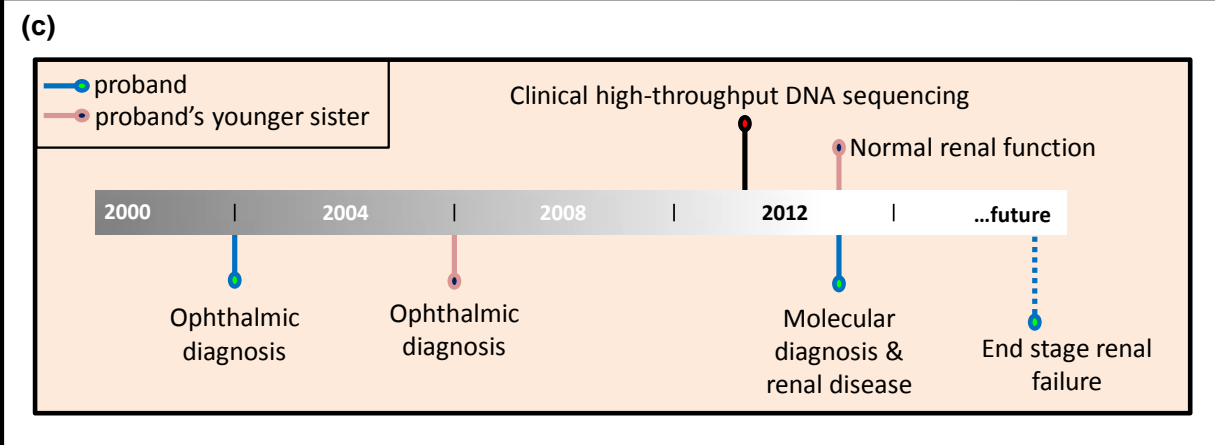 (c)
proband
proband's younger sister
Clinical high-throughput DNA sequencing
Normal renal function
2000 | 2004 | 2008 | 2012 | ...future
Ophthalmic
diagnosis
Ophthalmic
diagnosis
Molecular
diagnosis &
renal disease
End stage renal
failure